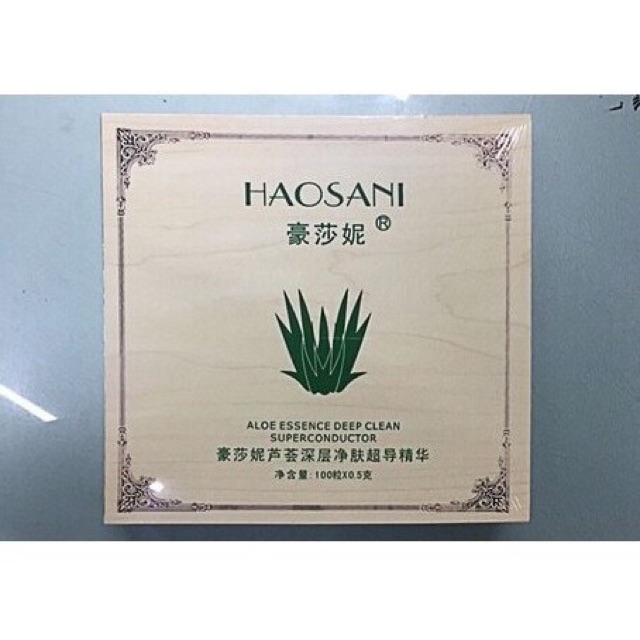 HAOSANI
豪莎妮®
ALOE ESSENCE DEEP CLEAN
SUPERCONDUCTOR
豪莎妮芦荟深层净肤超导精华
净含量:100粒X0.5克